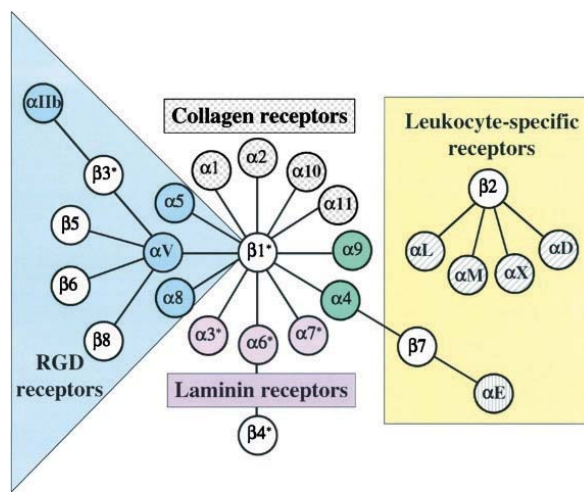 αIIb
Collagen receptors
Leukocyte-specific
receptors
β3*
α1
α2
α10
α11
β2
α5
β5
αV
β1*
α9
αL
αM
αX
αD
β6
α8
α4
β8
α3*
α6*
α7*
β7
RGD
receptors
Laminin receptors
αE
β4*